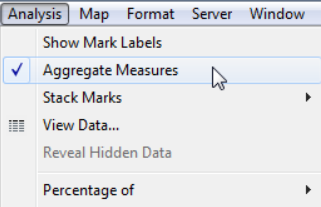 Analysis Map Format Server Window
Show Mark Labels
Aggregate Measures
Stack Marks
View Data...
Reveal Hidden Data
Percentage of